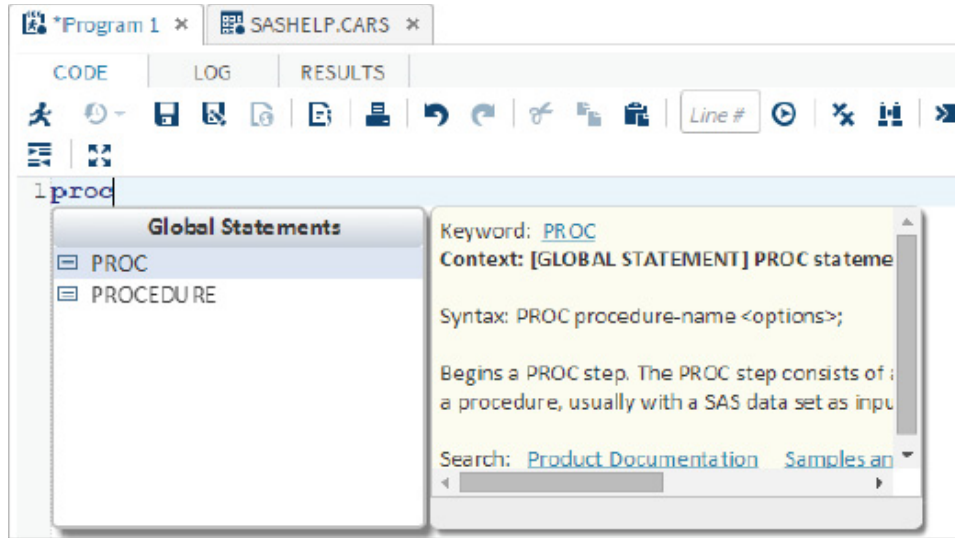 *Program 1 × SASHELP.CARS ×
CODE LOG RESULTS
Line #
1 proc
Global Statements
PROC
PROCEDURE
Keyword: PROC
Context: [GLOBAL STATEMENT] PROC stateme
Syntax: PROC procedure-name <options>;
Begins a PROC step. The PROC step consists of a
a procedure, usually with a SAS data set as inpu
Search: Product Documentation Samples an